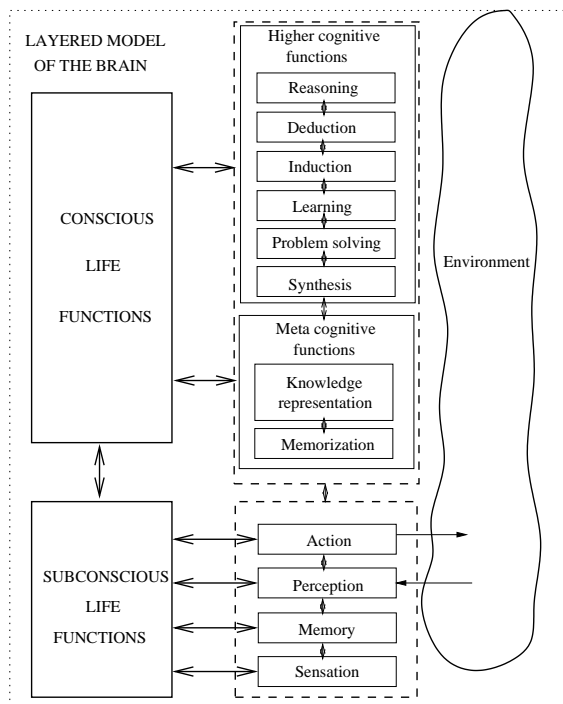 LAYERED MODEL
OF THE BRAIN
CONSCIOUS
LIFE
FUNCTIONS
Higher cognitive
functions
Reasoning
Deduction
Induction
Learning
Problem solving
Synthesis
Meta cognitive
functions
Knowledge
representation
Memorization
Environment
SUBCONSCIOUS
LIFE
FUNCTIONS
Action
Perception
Memory
Sensation